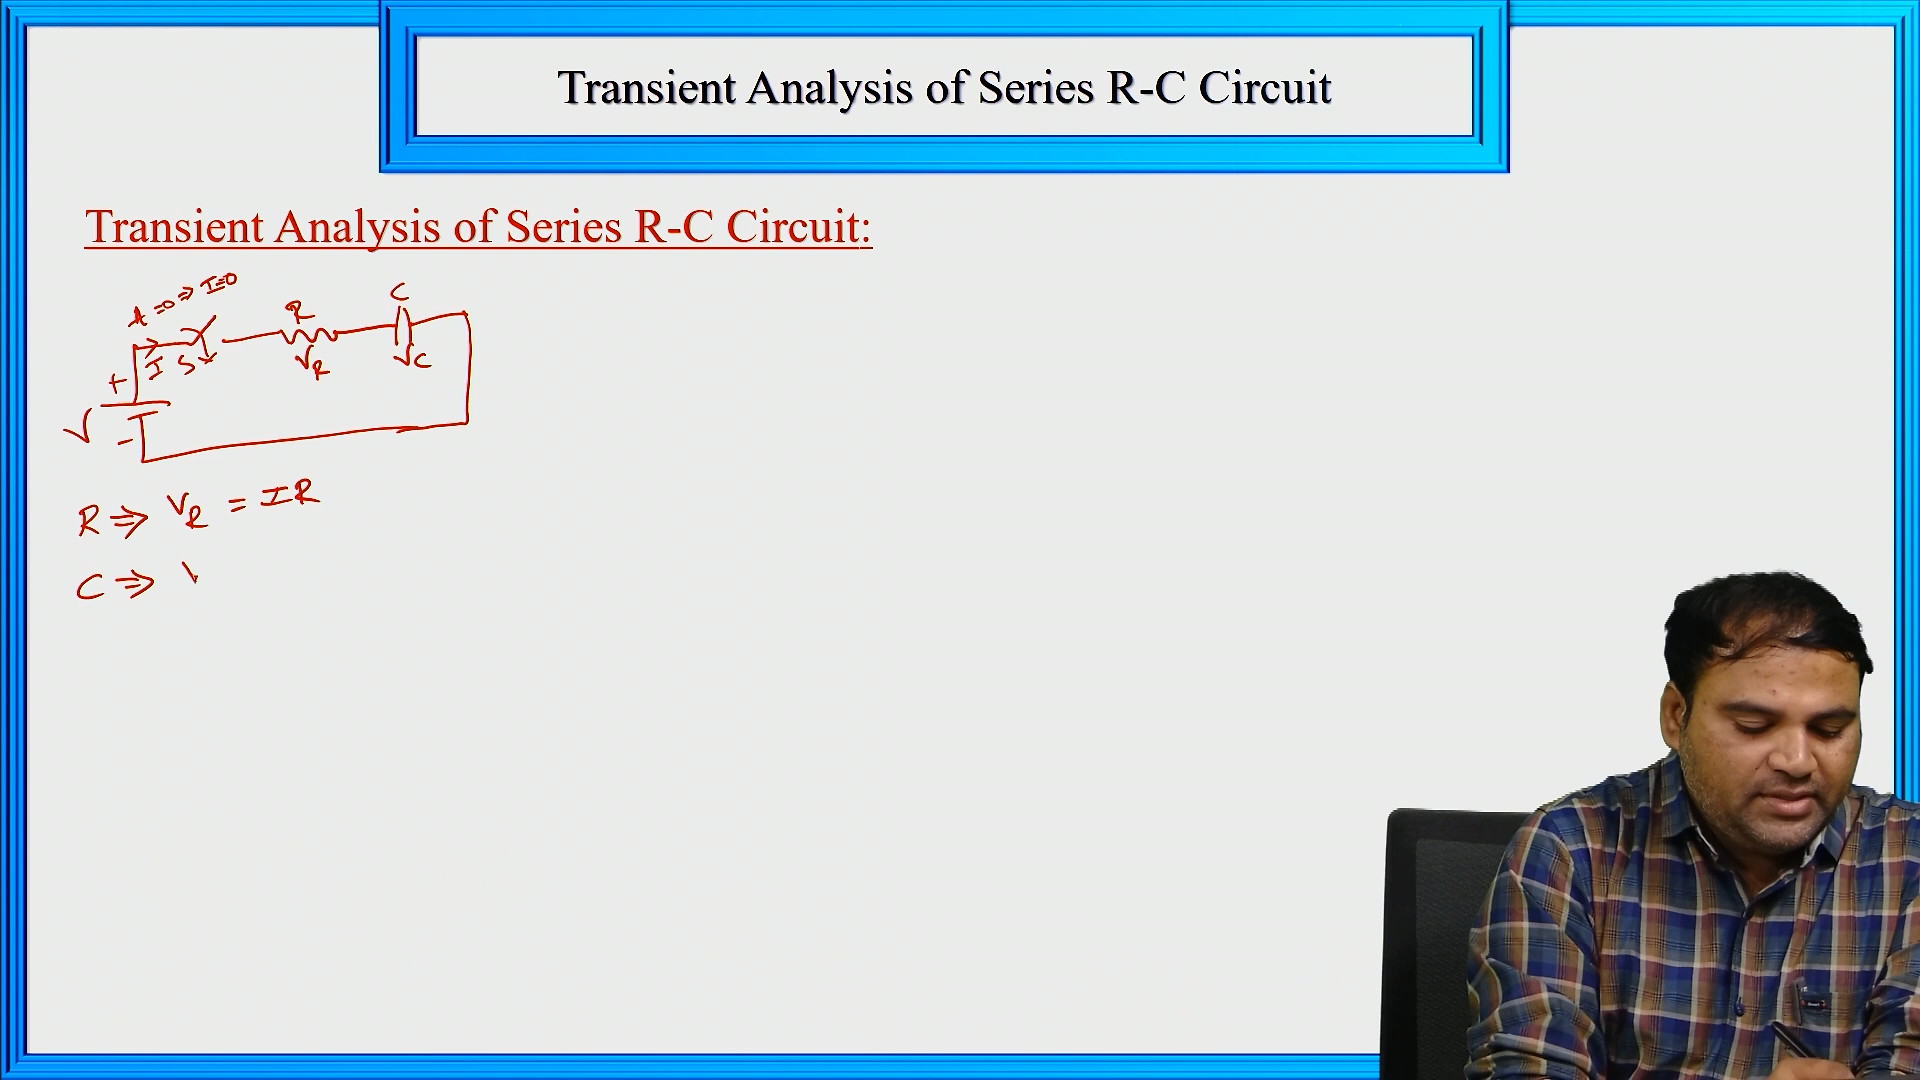 Transient Analysis of Series R-C Circuit
Transient Analysis of Series R-C Circuit:
t=0 ⇒ I=0
R
C
I
S
V_R
V_C
+
V
-
R ⇒ V_R = IR
C ⇒